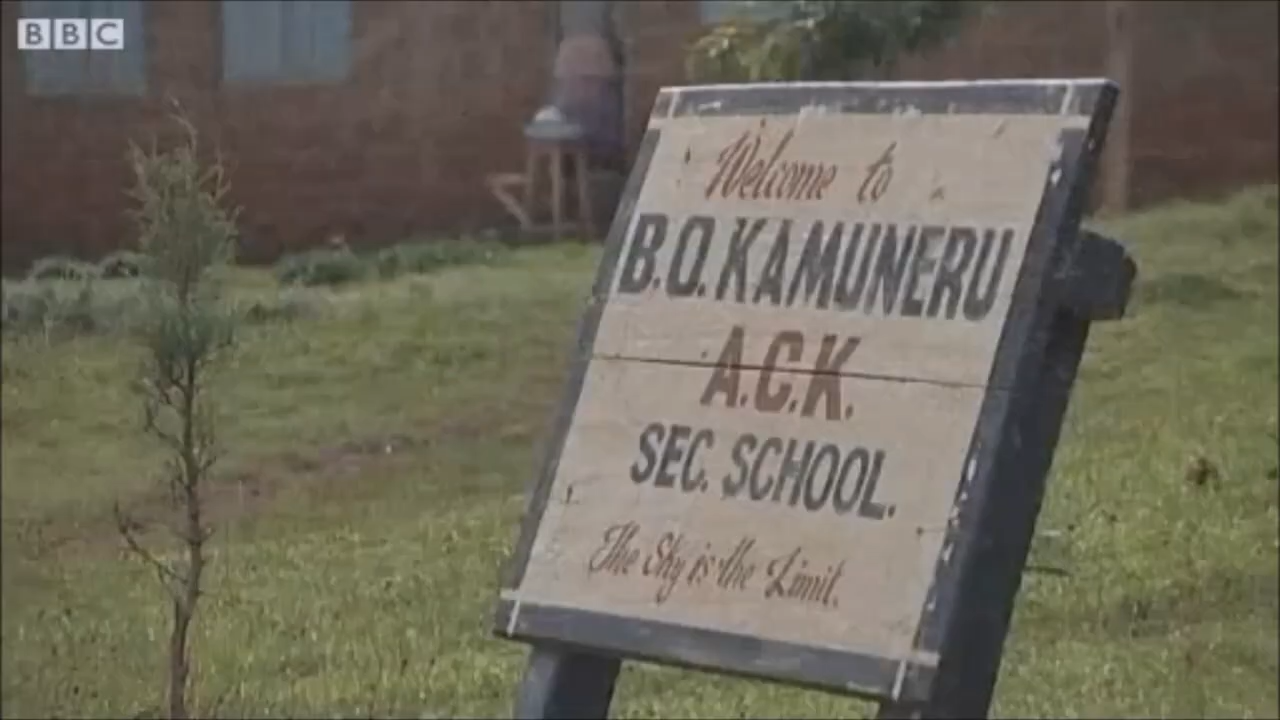 BBC
Welcome to
B.O. KAMUNERU
A.C.K.
SEC. SCHOOL.
The Sky is the Limit.